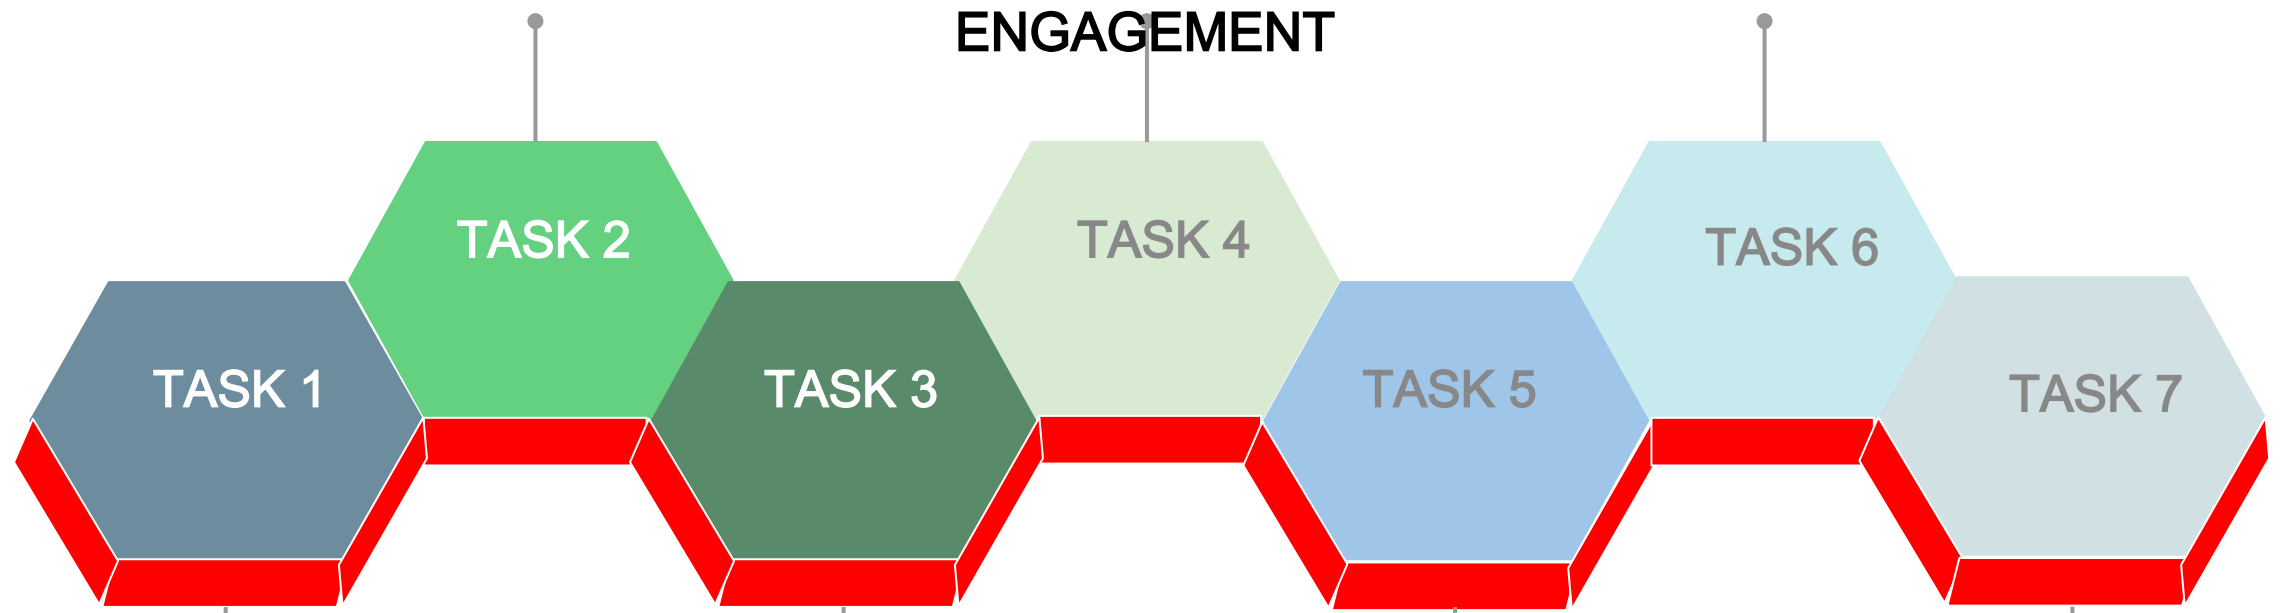 ENGAGEMENT
TASK 1
TASK 2
TASK 3
TASK 4
TASK 5
TASK 6
TASK 7